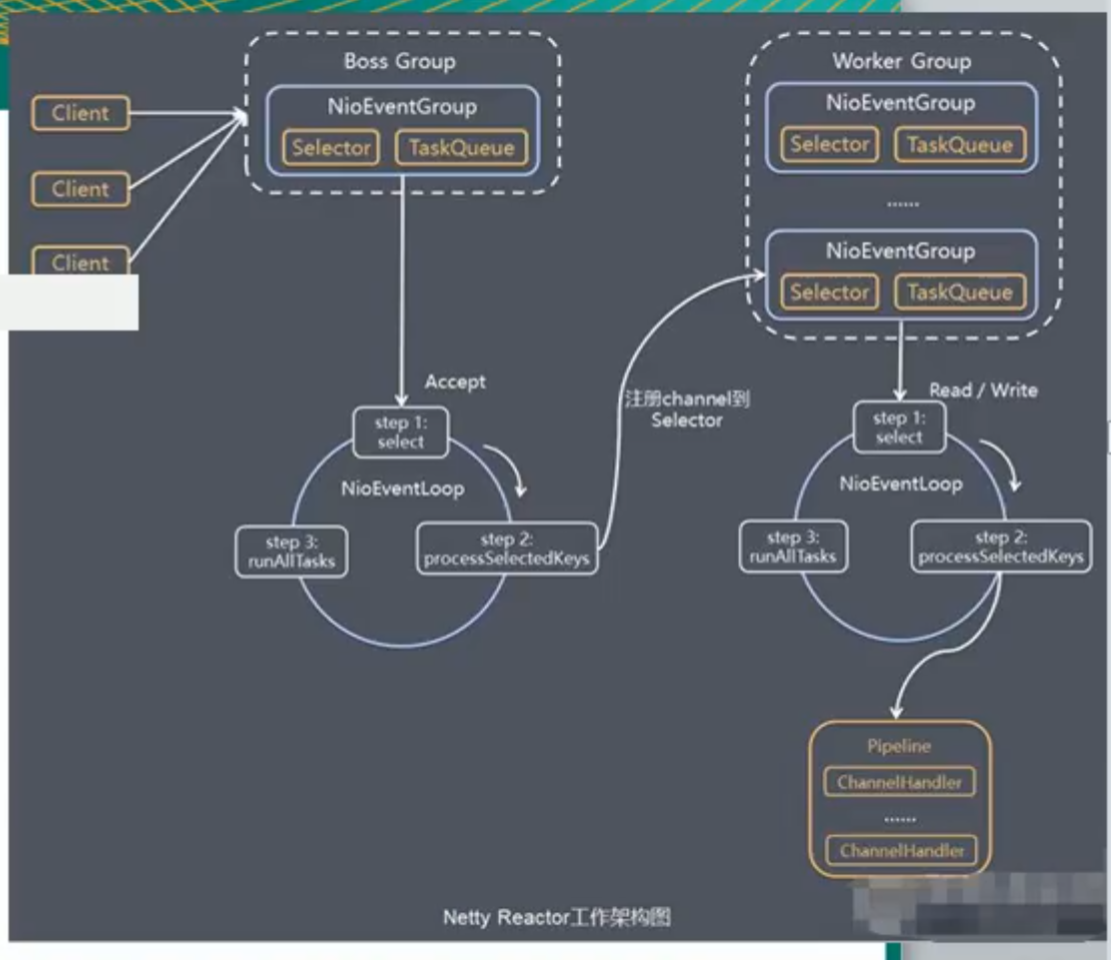 Boss Group
NioEventGroup
Selector
TaskQueue
Client
Client
Client
Worker Group
NioEventGroup
Selector
TaskQueue
......
NioEventGroup
Selector
TaskQueue
Accept
step 1:
select
NioEventLoop
step 2:
processSelectedKeys
step 3:
runAllTasks
注册channel到
Selector
Read / Write
step 1:
select
NioEventLoop
step 2:
processSelectedKeys
step 3:
runAllTasks
Pipeline
ChannelHandler
......
ChannelHandler
Netty Reactor工作架构图